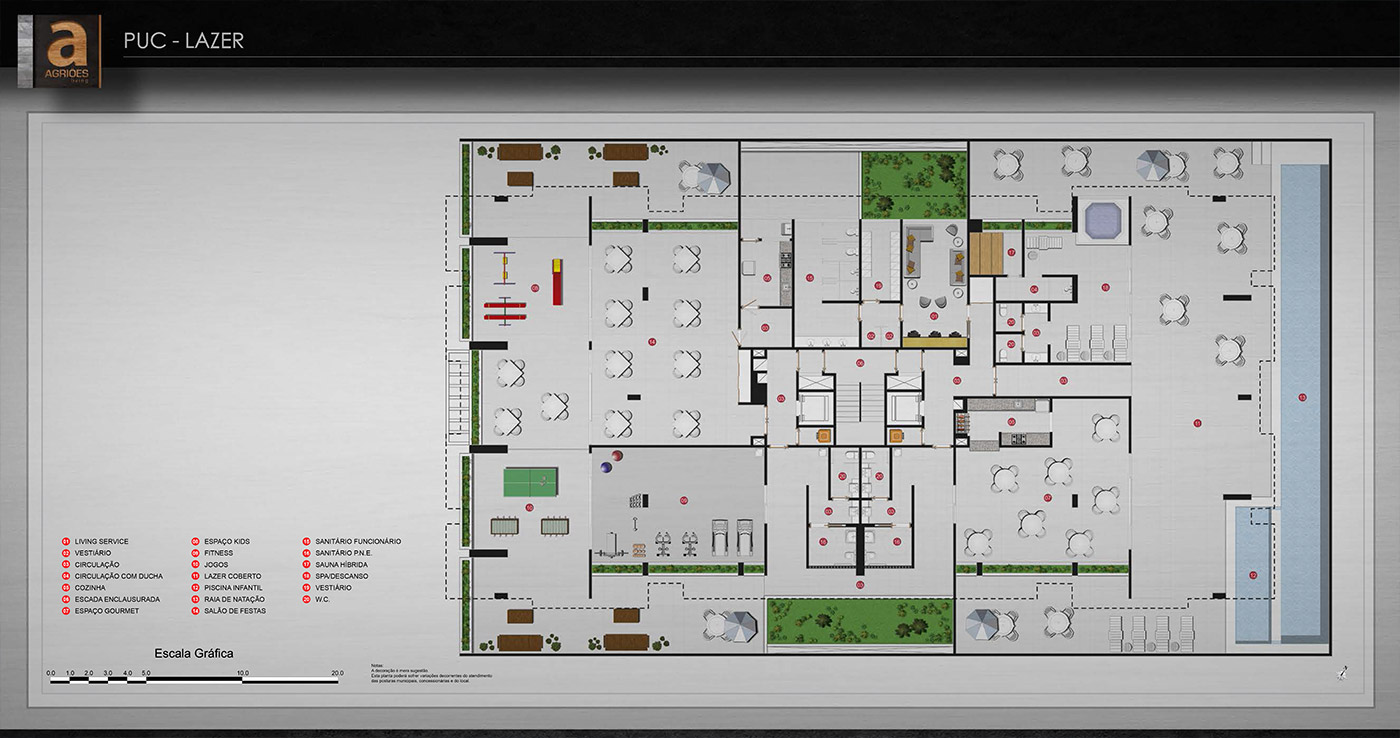 a
AGRIÕES
living
PUC - LAZER
01 LIVING SERVICE
02 VESTIÁRIO
03 CIRCULAÇÃO
04 CIRCULAÇÃO COM DUCHA
05 COZINHA
06 ESCADA ENCLAUSURADA
07 ESPAÇO GOURMET
08 ESPAÇO KIDS
09 FITNESS
10 JOGOS
11 LAZER COBERTO
12 PISCINA INFANTIL
13 RAIA DE NATAÇÃO
14 SALÃO DE FESTAS
15 SANITÁRIO FUNCIONÁRIO
16 SANITÁRIO P.N.E.
17 SAUNA HÍBRIDA
18 SPA/DESCANSO
19 VESTIÁRIO
20 W.C.
Escala Gráfica
0.0 1.0 2.0 3.0 4.0 5.0 10.0 20.0
Notas:
A decoração é mera sugestão.
Esta planta poderá sofrer variações decorrentes do atendimento
das posturas municipais, concessionárias e do local.